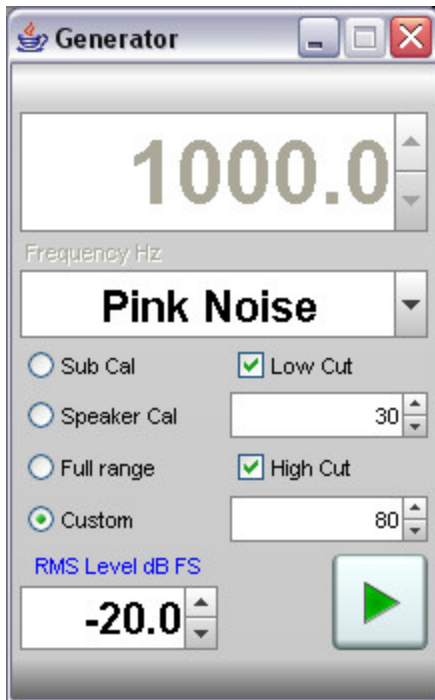 Generator
1000.0
Frequency Hz
Pink Noise
Sub Cal
Low Cut
Speaker Cal
30
Full range
High Cut
Custom
80
RMS Level dB FS
-20.0